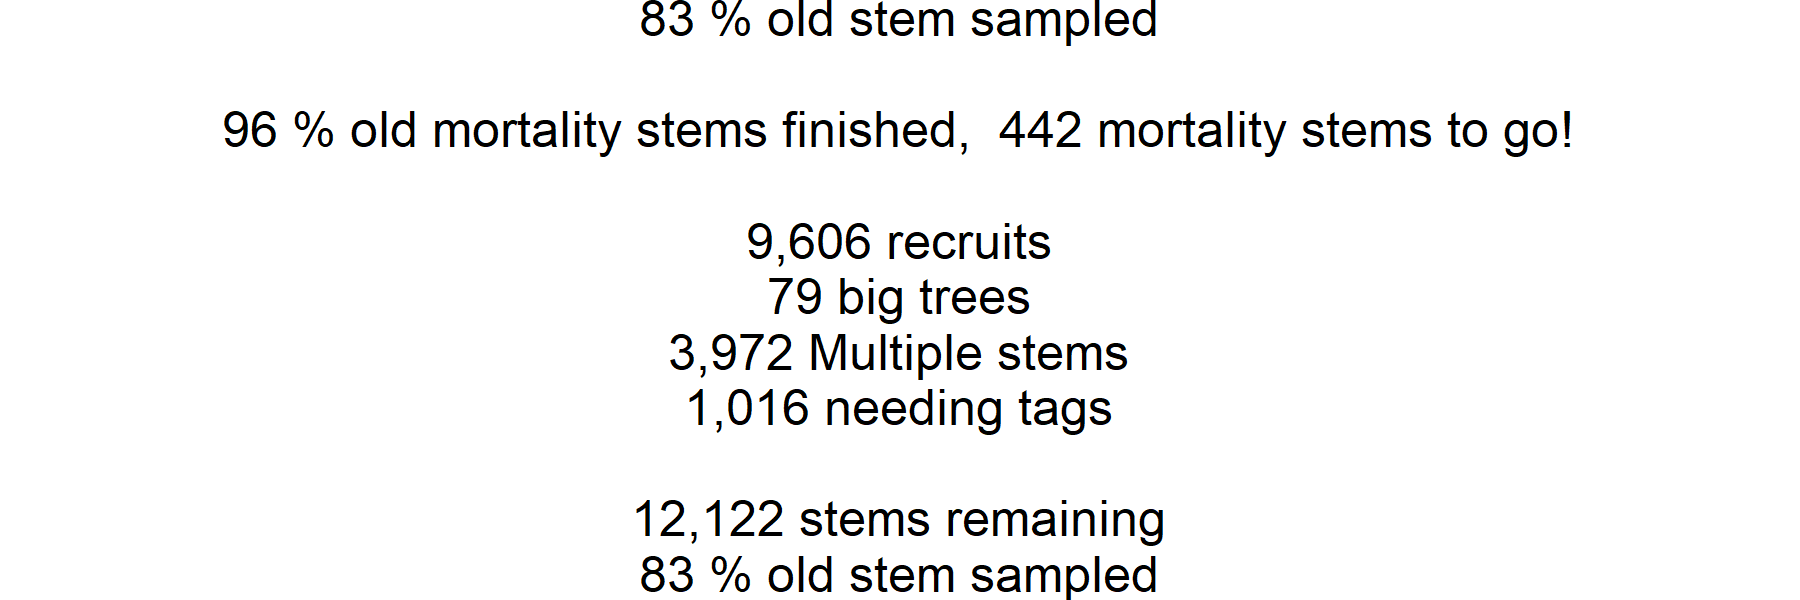 83 % old stem sampled
96 % old mortality stems finished,  442 mortality stems to go!
9,606 recruits
79 big trees
3,972 Multiple stems
1,016 needing tags
12,122 stems remaining
83 % old stem sampled